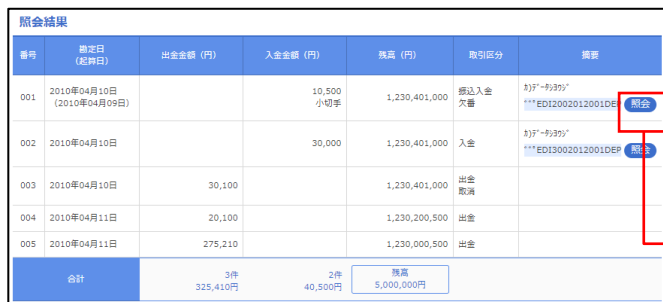 照会結果
番号 勘定日 出金金額（円） 入金金額（円） 残高（円） 取引区分 摘要
（起算日）
001 2010年04月10日 10,500 1,230,401,000 振込入金 カ)ﾃﾞｰﾀｼﾖｳｼﾞ
（2010年04月09日） 小切手 欠番 ***EDI2002012001DEP 照会
002 2010年04月10日 30,000 1,230,401,000 入金 カ)ﾃﾞｰﾀｼﾖｳｼﾞ
***EDI3002012001DEP 照会
003 2010年04月10日 30,100 1,230,401,000 出金
取消
004 2010年04月11日 20,100 1,230,200,500 出金
005 2010年04月11日 275,210 1,230,000,500 出金
合計 3件 2件 残高
325,410円 40,500円 5,000,000円